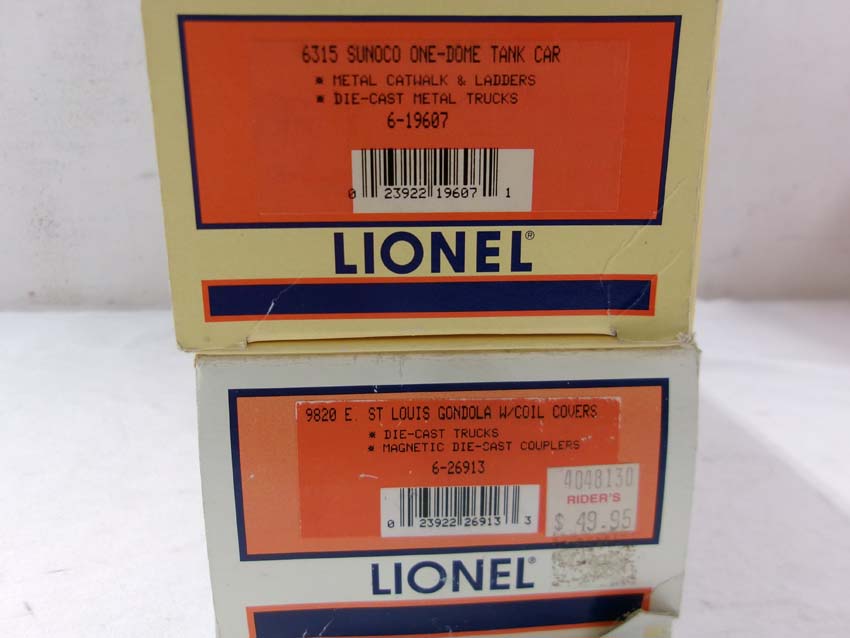 6315 SUNOCO ONE-DOME TANK CAR
* METAL CATWALK & LADDERS
* DIE-CAST METAL TRUCKS
6-19607
0 23922 19607 1
LIONEL®
9820 E. ST LOUIS GONDOLA W/COIL COVERS
* DIE-CAST TRUCKS
* MAGNETIC DIE-CAST COUPLERS
6-26913
4048130
RIDER'S
$ 49.95
0 23922 26913 3
LIONEL®